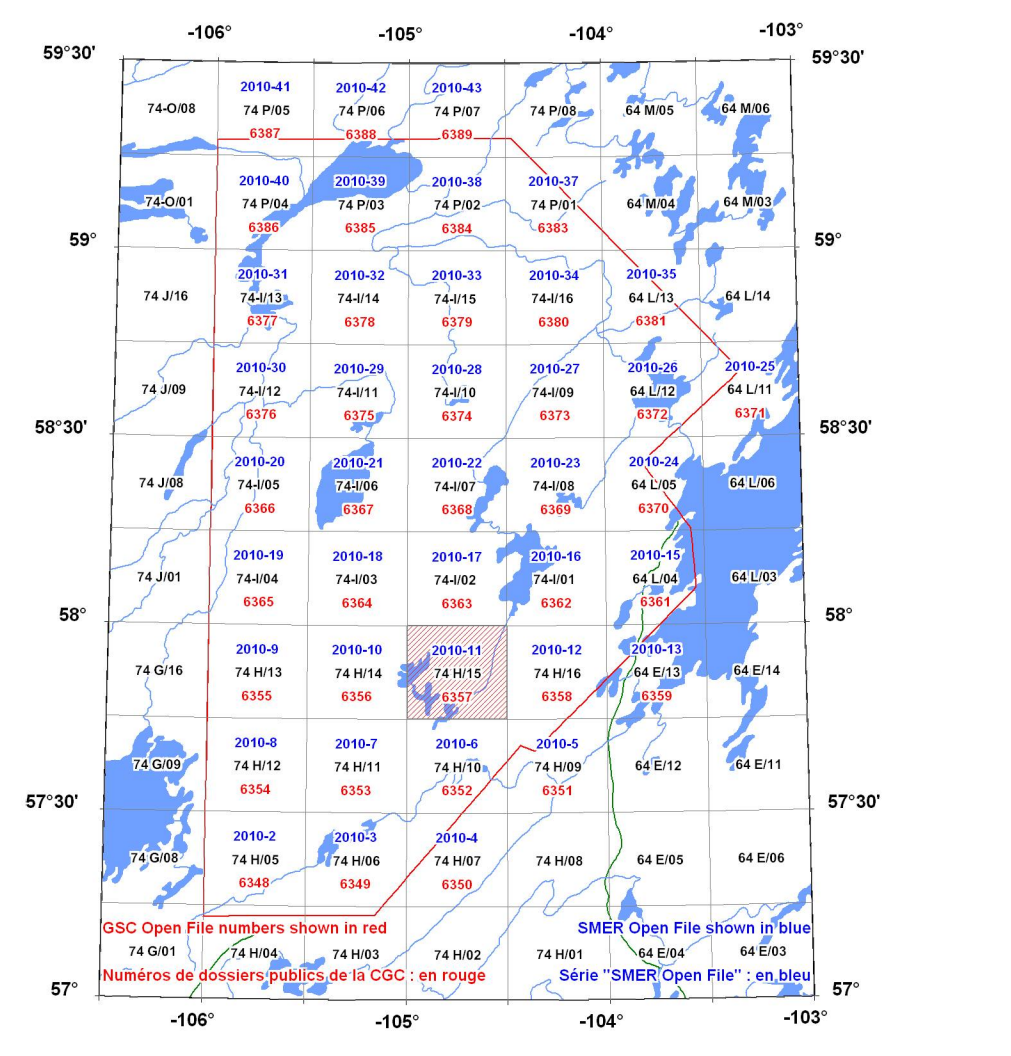 -106° -105° -104° -103°
59°30' 59°30'
2010-41 2010-42 2010-43
74-O/08 74 P/05 74 P/06 74 P/07 74 P/08 64 M/05 64 M/06
6387 6388 6389
2010-40 2010-39 2010-38 2010-37
74-O/01 74 P/04 74 P/03 74 P/02 74 P/01 64 M/04 64 M/03
6386 6385 6384 6383
59° 59°
2010-31 2010-32 2010-33 2010-34 2010-35
74 J/16 74-I/13 74-I/14 74-I/15 74-I/16 64 L/13 64 L/14
6377 6378 6379 6380 6381
2010-30 2010-29 2010-28 2010-27 2010-26 2010-25
74 J/09 74-I/12 74-I/11 74-I/10 74-I/09 64 L/12 64 L/11
6376 6375 6374 6373 6372 6371
58°30' 58°30'
2010-20 2010-21 2010-22 2010-23 2010-24
74 J/08 74-I/05 74-I/06 74-I/07 74-I/08 64 L/05 64 L/06
6366 6367 6368 6369 6370
2010-19 2010-18 2010-17 2010-16 2010-15
74 J/01 74-I/04 74-I/03 74-I/02 74-I/01 64 L/04 64 L/03
6365 6364 6363 6362 6361
58° 58°
2010-9 2010-10 2010-11 2010-12 2010-13
74 G/16 74 H/13 74 H/14 74 H/15 74 H/16 64 E/13 64 E/14
6355 6356 6357 6358 6359
2010-8 2010-7 2010-6 2010-5
74 G/09 74 H/12 74 H/11 74 H/10 74 H/09 64 E/12 64 E/11
6354 6353 6352 6351
57°30' 57°30'
2010-2 2010-3 2010-4
74 G/08 74 H/05 74 H/06 74 H/07 74 H/08 64 E/05 64 E/06
6348 6349 6350
GSC Open File numbers shown in red SMER Open File shown in blue
74 G/01 74 H/04 74 H/03 74 H/02 74 H/01 64 E/04 64 E/03
Numéros de dossiers publics de la CGC : en rouge Série "SMER Open File" : en bleu
57° 57°
-106° -105° -104° -103°